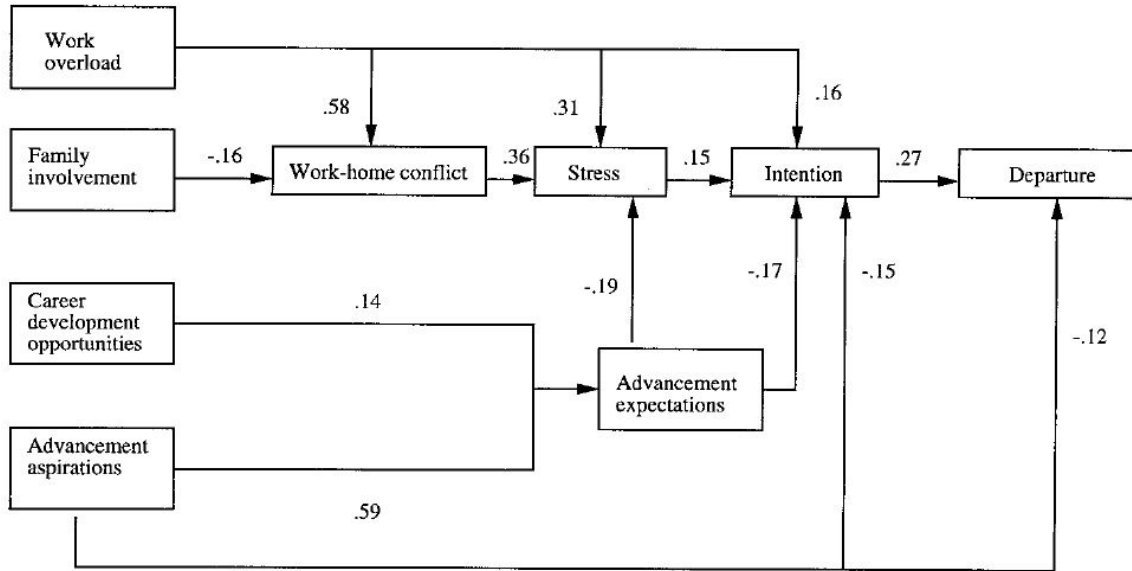 Work
overload
.58
.31
.16
Family
involvement
-.16
Work-home conflict
.36
Stress
.15
Intention
.27
Departure
Career
development
opportunities
.14
-.19
-.17
-.15
-.12
Advancement
expectations
Advancement
aspirations
.59